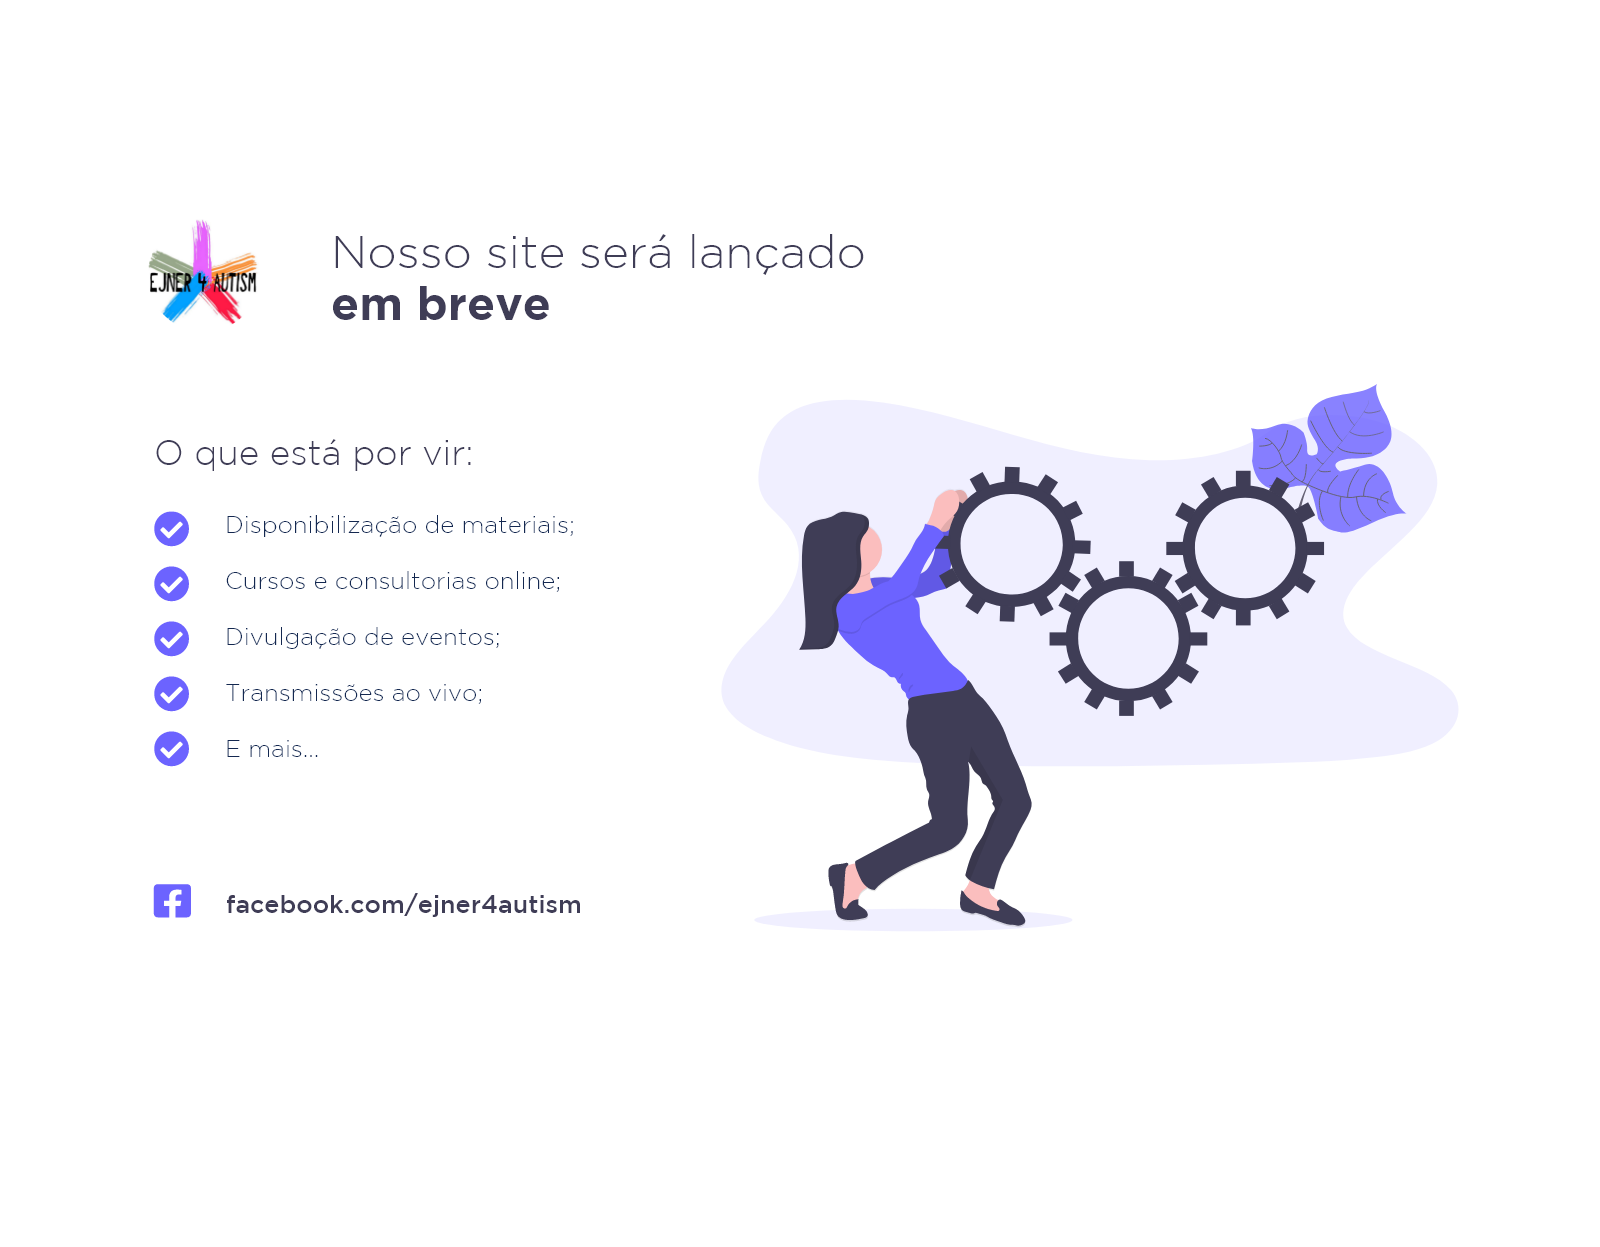 EJNER 4 AUTISM
Nosso site será lançado
em breve
O que está por vir:
Disponibilização de materiais;
Cursos e consultorias online;
Divulgação de eventos;
Transmissões ao vivo;
E mais...
facebook.com/ejner4autism